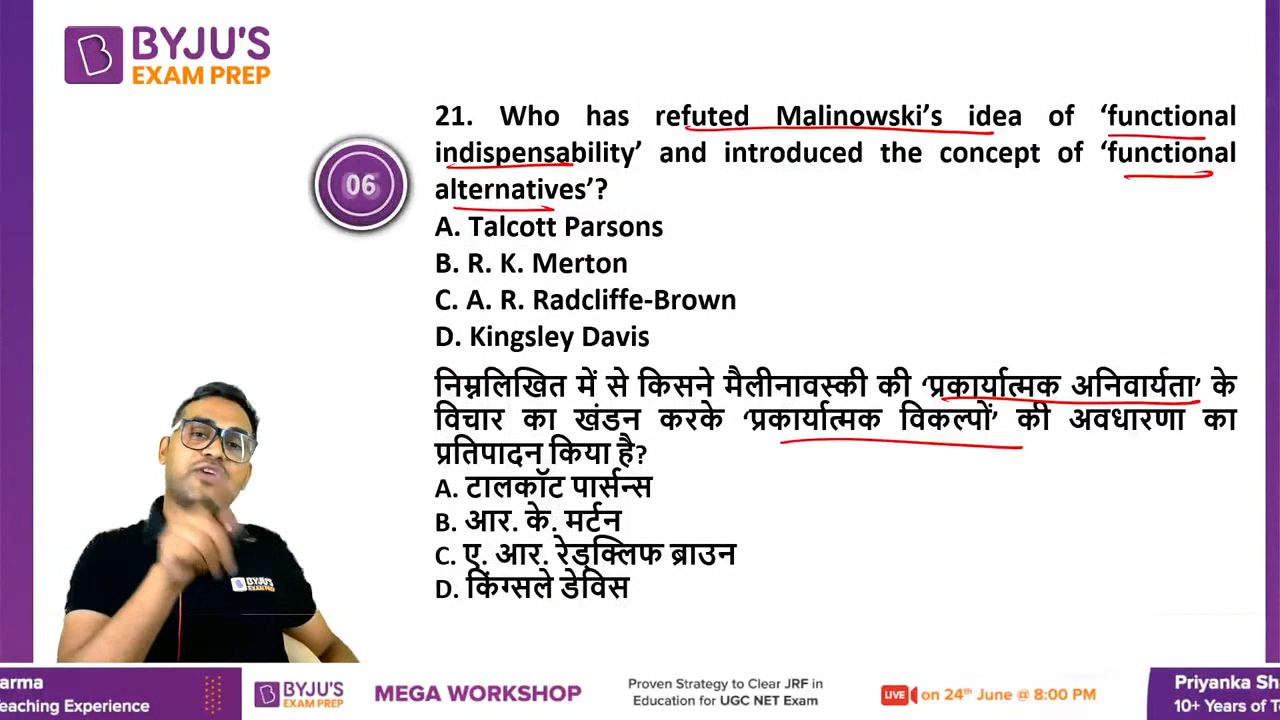 BYJU'S
EXAM PREP
06
21. Who has refuted Malinowski's idea of 'functional
indispensability' and introduced the concept of 'functional
alternatives'?
A. Talcott Parsons
B. R. K. Merton
C. A. R. Radcliffe-Brown
D. Kingsley Davis
निम्नलिखित में से किसने मैलीनावस्की की 'प्रकार्यात्मक अनिवार्यता' के
विचार का खंडन करके 'प्रकार्यात्मक विकल्पों' की अवधारणा का
प्रतिपादन किया है?
A. टालकॉट पार्सन्स
B. आर. के. मर्टन
C. ए. आर. रेड्क्लिफ ब्राउन
D. किंग्सले डेविस
BYJU'S
EXAM PREP
arma
eaching Experience
BYJU'S
EXAM PREP
MEGA WORKSHOP
Proven Strategy to Clear JRF in
Education for UGC NET Exam
LIVE on 24th June @ 8:00 PM
Priyanka Sh
10+ Years of T